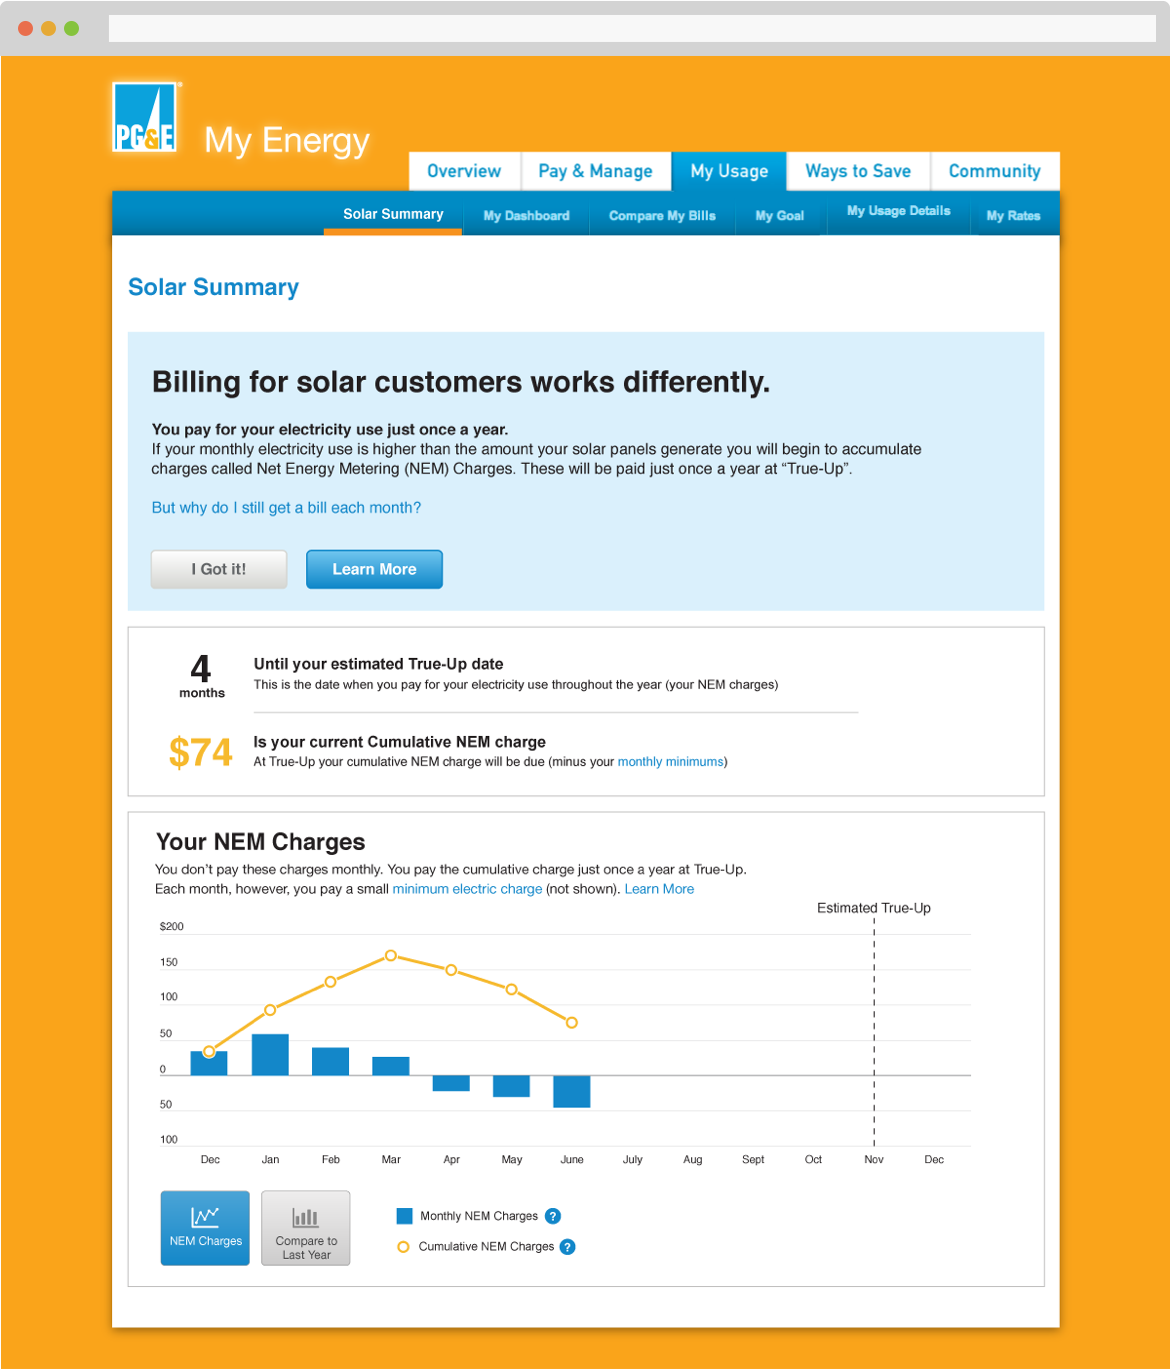 PG&E
®
My Energy
Overview
Pay & Manage
My Usage
Ways to Save
Community
Solar Summary
My Dashboard
Compare My Bills
My Goal
My Usage Details
My Rates
Solar Summary
Billing for solar customers works differently.
You pay for your electricity use just once a year.
If your monthly electricity use is higher than the amount your solar panels generate you will begin to accumulate
charges called Net Energy Metering (NEM) Charges. These will be paid just once a year at “True-Up”.
But why do I still get a bill each month?
I Got it!
Learn More
4
months
Until your estimated True-Up date
This is the date when you pay for your electricity use throughout the year (your NEM charges)
$74
Is your current Cumulative NEM charge
At True-Up your cumulative NEM charge will be due (minus your monthly minimums)
Your NEM Charges
You don’t pay these charges monthly. You pay the cumulative charge just once a year at True-Up.
Each month, however, you pay a small minimum electric charge (not shown). Learn More
Estimated True-Up
$200
150
100
50
0
50
100
Dec
Jan
Feb
Mar
Apr
May
June
July
Aug
Sept
Oct
Nov
Dec
NEM Charges
Compare to
Last Year
Monthly NEM Charges ?
Cumulative NEM Charges ?